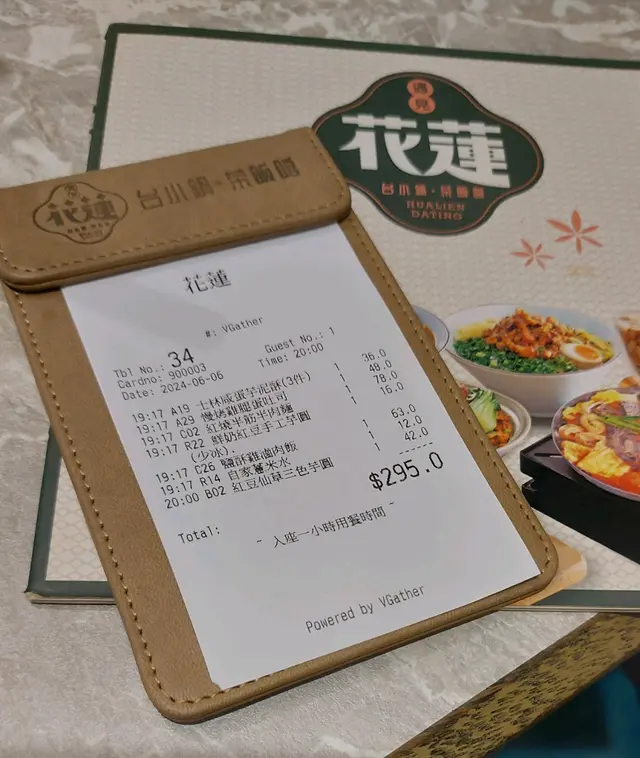 遇見
花蓮
台小鍋·茶飯檔
HUALIEN
DATING
花蓮
台小鍋·茶飯檔
花蓮
#: VGather
Tbl No.: 34 Guest No.: 1
Cardno: 900003 Time: 20:00
Date: 2024-06-06
19:17 A19 士林咸蛋芋泥酥(3件) 1 36.0
19:17 A29 慢烤雞腿蛋吐司 1 48.0
19:17 C02 紅燒半筋半肉麵 1 78.0
19:17 R22 鮮奶紅豆手工芋圓 1 16.0
(少冰).
19:17 C26 鹽酥雞滷肉飯 1 63.0
19:17 R14 自家薏米水 1 12.0
20:00 B02 紅豆仙草三色芋圓 1 42.0
------
Total: $295.0
- 入座一小時用餐時間 -
Powered by VGather